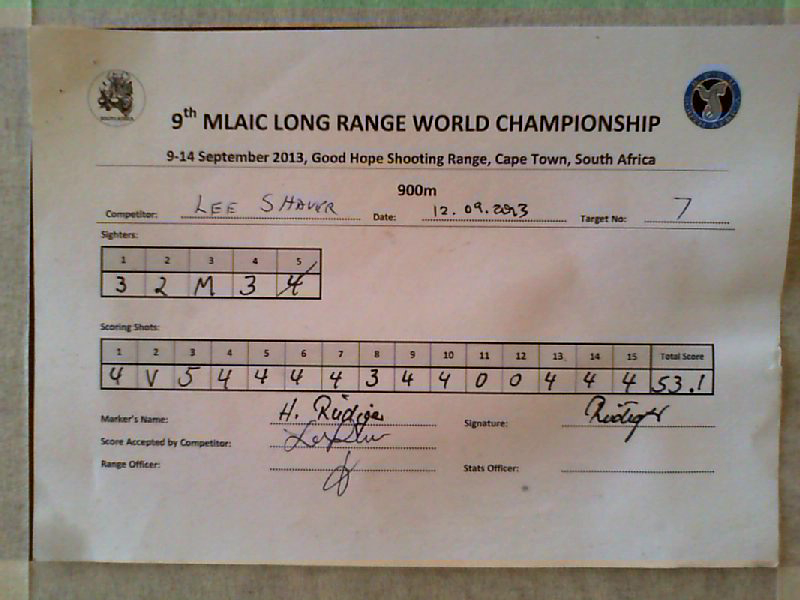 9th MLAIC LONG RANGE WORLD CHAMPIONSHIP
9-14 September 2013, Good Hope Shooting Range, Cape Town, South Africa
900m
Competitor: LEE SHAVER Date: 12.09.2013 Target No: 7
Sighters:
1 2 3 4 5
3 2 M 3 4
Scoring Shots:
1 2 3 4 5 6 7 8 9 10 11 12 13 14 15 Total Score
4 V 5 4 4 4 4 3 4 4 0 0 4 4 4 53.1
Marker's Name: H. Rüdiger Signature: Rüdiger
Score Accepted by Competitor:
Range Officer: Stats Officer: